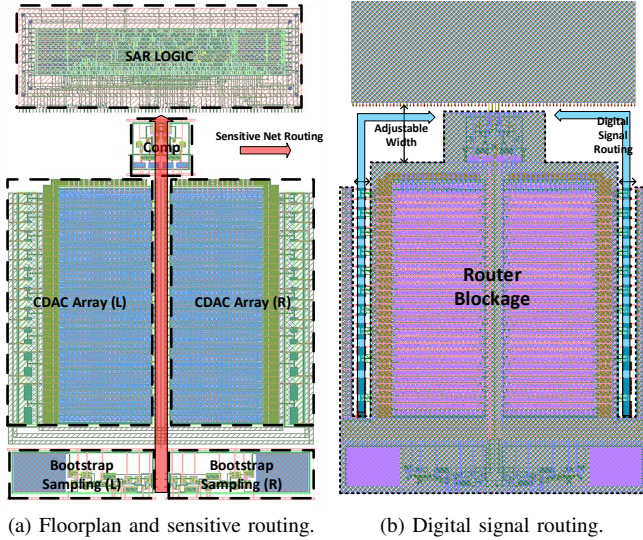 SAR LOGIC
Sensitive Net Routing
Comp
CDAC Array (L)
CDAC Array (R)
Bootstrap
Sampling (L)
Bootstrap
Sampling (R)
(a) Floorplan and sensitive routing.
Adjustable
Width
Digital
Signal
Routing
Router
Blockage
(b) Digital signal routing.